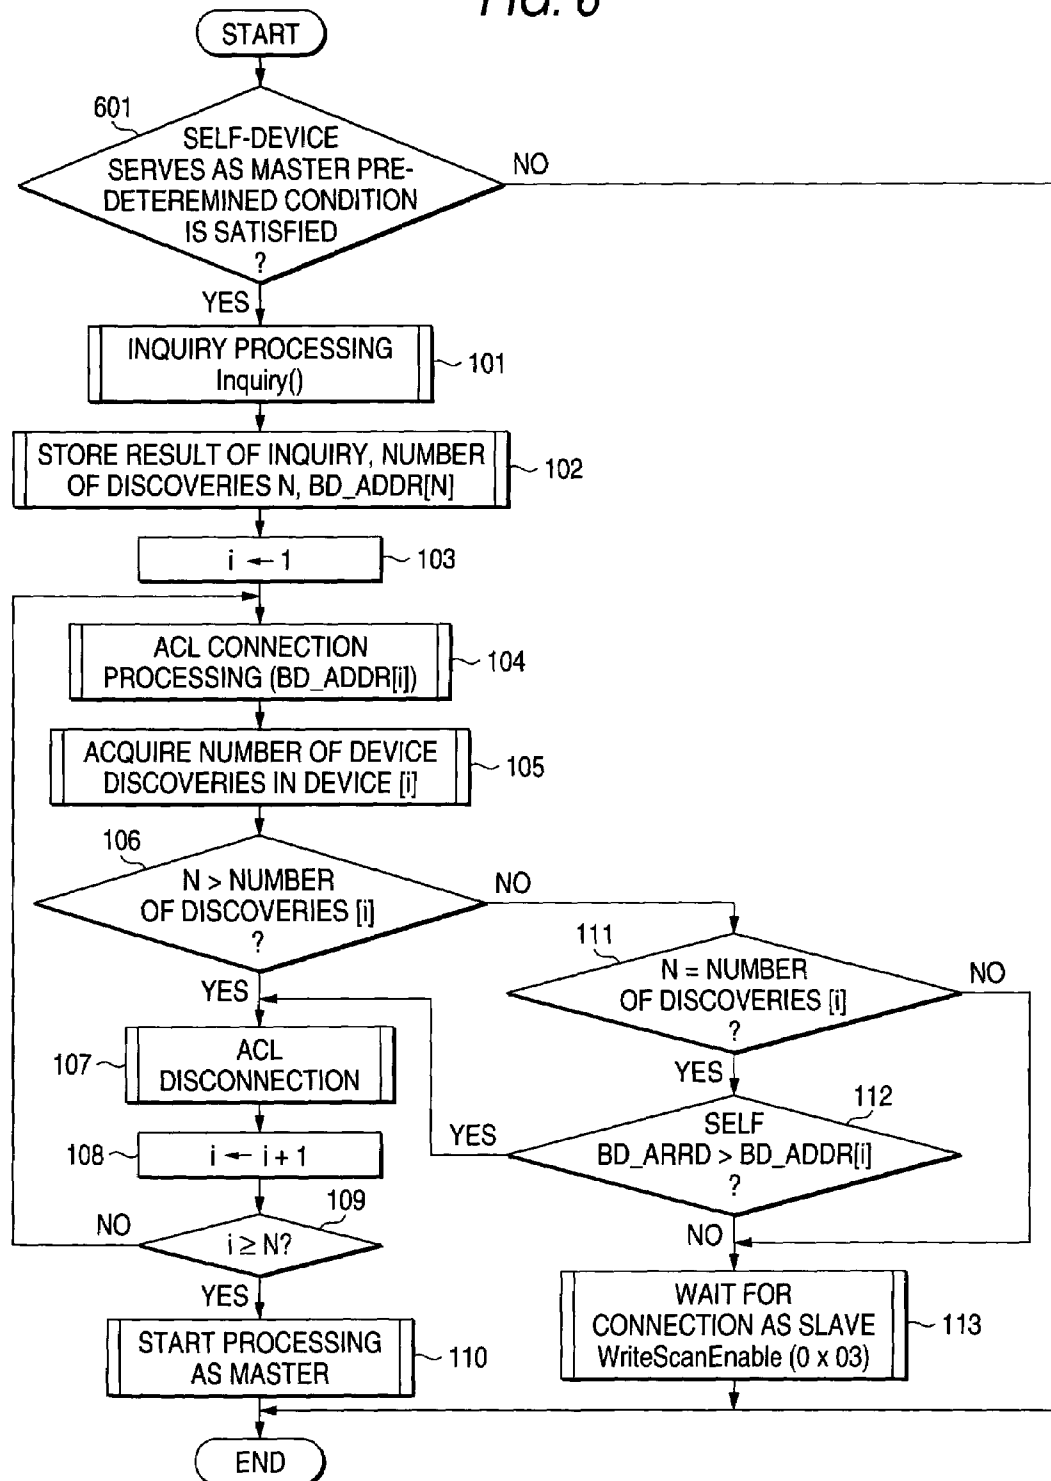 FIG. 6
START
601
SELF-DEVICE
SERVES AS MASTER PRE-
DETEREMINED CONDITION
IS SATISFIED
?
NO
YES
INQUIRY PROCESSING
Inquiry()
101
STORE RESULT OF INQUIRY, NUMBER
OF DISCOVERIES N, BD_ADDR[N]
102
i ← 1
103
ACL CONNECTION
PROCESSING (BD_ADDR[i])
104
ACQUIRE NUMBER OF DEVICE
DISCOVERIES IN DEVICE [i]
105
106
N > NUMBER
OF DISCOVERIES [i]
?
NO
YES
111
N = NUMBER
OF DISCOVERIES [i]
?
NO
YES
107
ACL
DISCONNECTION
112
SELF
BD_ARRD > BD_ADDR[i]
?
YES
NO
108
i ← i + 1
109
i ≥ N?
NO
YES
START PROCESSING
AS MASTER
110
WAIT FOR
CONNECTION AS SLAVE
WriteScanEnable (0 x 03)
113
END